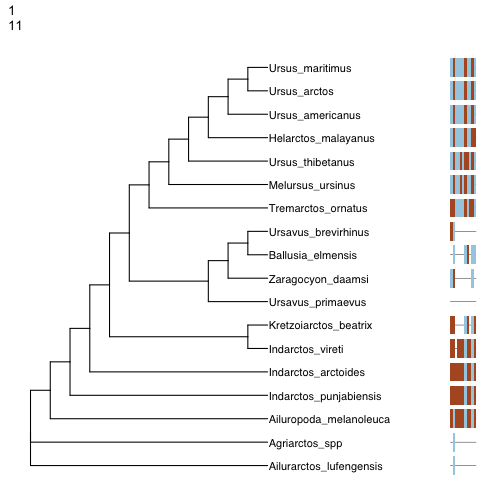 1
11
Ursus_maritimus
Ursus_arctos
Ursus_americanus
Helarctos_malayanus
Ursus_thibetanus
Melursus_ursinus
Tremarctos_ornatus
Ursavus_brevirhinus
Ballusia_elmensis
Zaragocyon_daamsi
Ursavus_primaevus
Kretzoiarctos_beatrix
Indarctos_vireti
Indarctos_arctoides
Indarctos_punjabiensis
Ailuropoda_melanoleuca
Agriarctos_spp
Ailurarctos_lufengensis